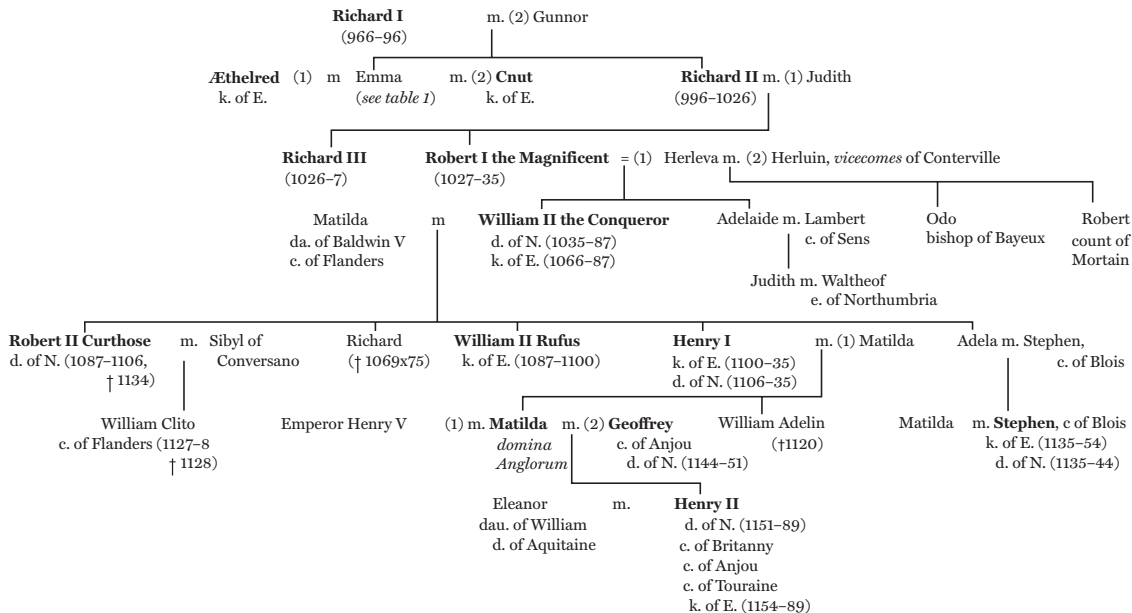 Richard I m. (2) Gunnor
(966–96)
Æthelred (1) m Emma m. (2) Cnut Richard II m. (1) Judith
k. of E. (see table 1) k. of E. (996–1026)
Richard III Robert I the Magnificent = (1) Herleva m. (2) Herluin, vicecomes of Conterville
(1026–7) (1027–35)
Matilda m William II the Conqueror Adelaide m. Lambert Odo Robert
da. of Baldwin V d. of N. (1035–87) c. of Sens bishop of Bayeux count of
c. of Flanders k. of E. (1066–87) Mortain
Judith m. Waltheof
e. of Northumbria
Robert II Curthose m. Sibyl of Richard William II Rufus Henry I m. (1) Matilda Adela m. Stephen,
d. of N. (1087–1106, Conversano († 1069x75) k. of E. (1087–1100) k. of E. (1100–35) c. of Blois
† 1134) d. of N. (1106–35)
William Clito Emperor Henry V (1) m. Matilda m. (2) Geoffrey William Adelin Matilda m. Stephen, c of Blois
c. of Flanders (1127–8 domina c. of Anjou (†1120) k. of E. (1135–54)
† 1128) Anglorum d. of N. (1144–51) d. of N. (1135–44)
Eleanor m. Henry II
dau. of William d. of N. (1151–89)
d. of Aquitaine c. of Britanny
c. of Anjou
c. of Touraine
k. of E. (1154–89)